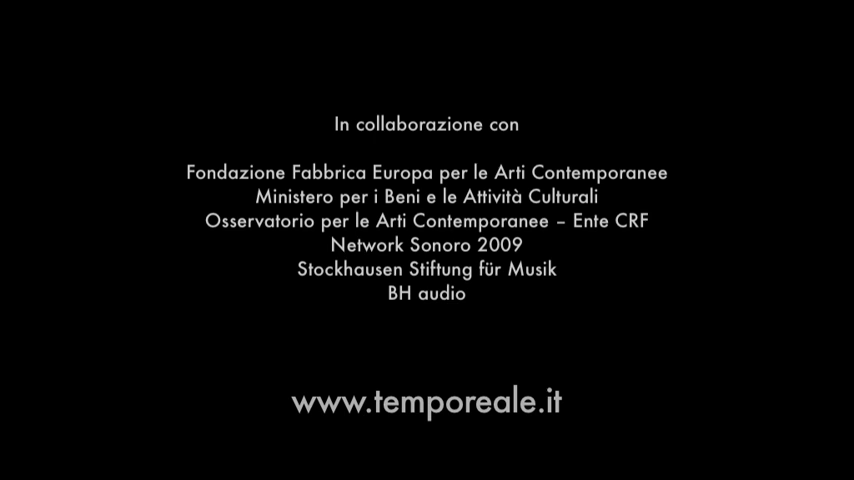 In collaborazione con
Fondazione Fabbrica Europa per le Arti Contemporanee
Ministero per i Beni e le Attività Culturali
Osservatorio per le Arti Contemporanee – Ente CRF
Network Sonoro 2009
Stockhausen Stiftung für Musik
BH audio
www.temporeale.it